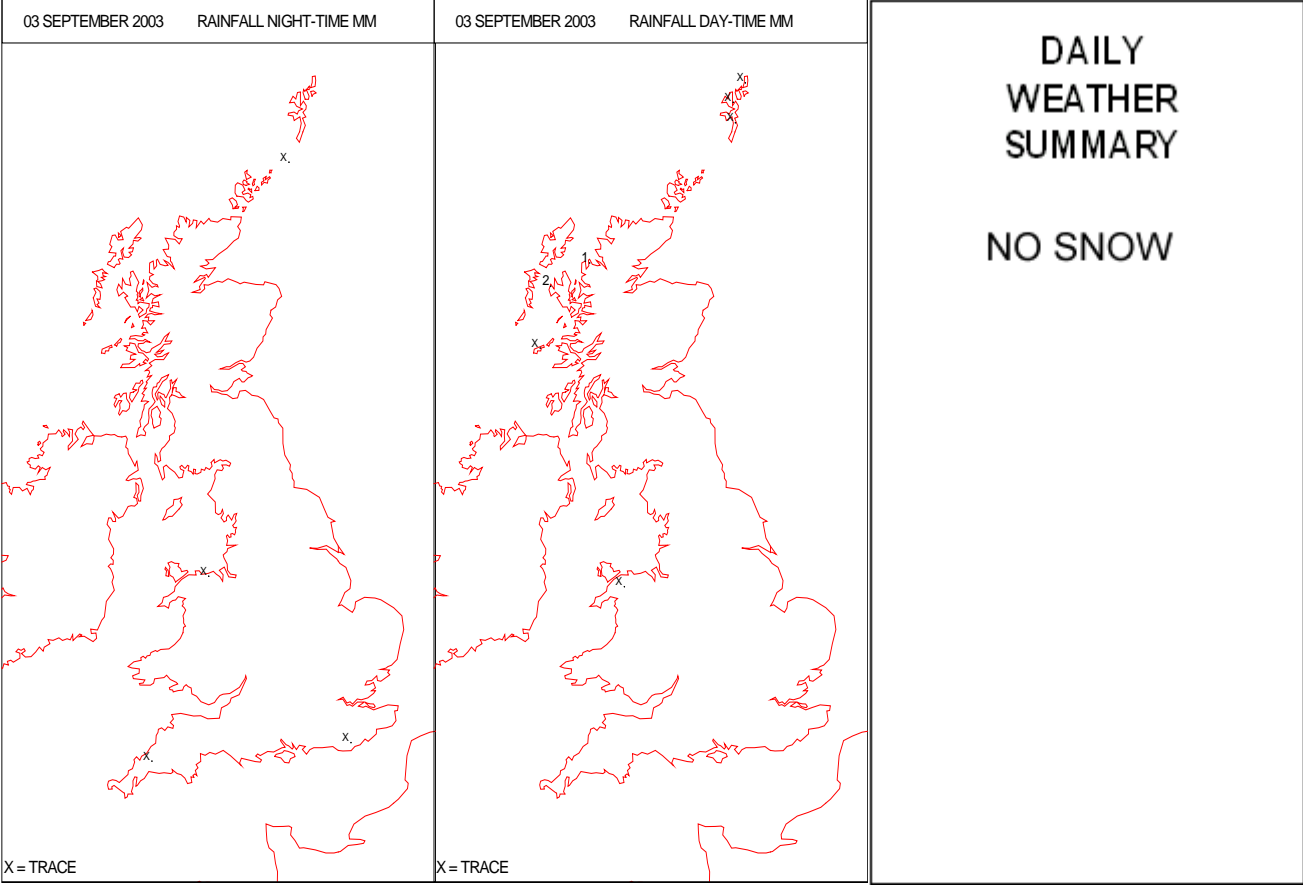 03 SEPTEMBER 2003 RAINFALL NIGHT-TIME MM
X.
X.
X.
X.
X = TRACE
03 SEPTEMBER 2003 RAINFALL DAY-TIME MM
X.
X.
X.
1
2
X.
X.
X = TRACE
DAILY
WEATHER
SUMMARY
NO SNOW